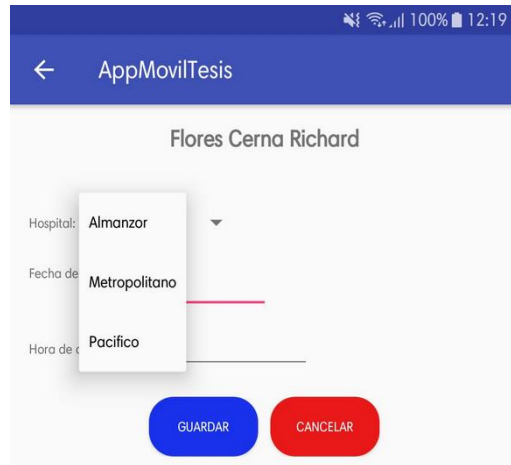 100% 12:19
AppMovilTesis
Flores Cerna Richard
Hospital: Almanzor
Fecha de
Metropolitano
Pacifico
Hora de
GUARDAR CANCELAR